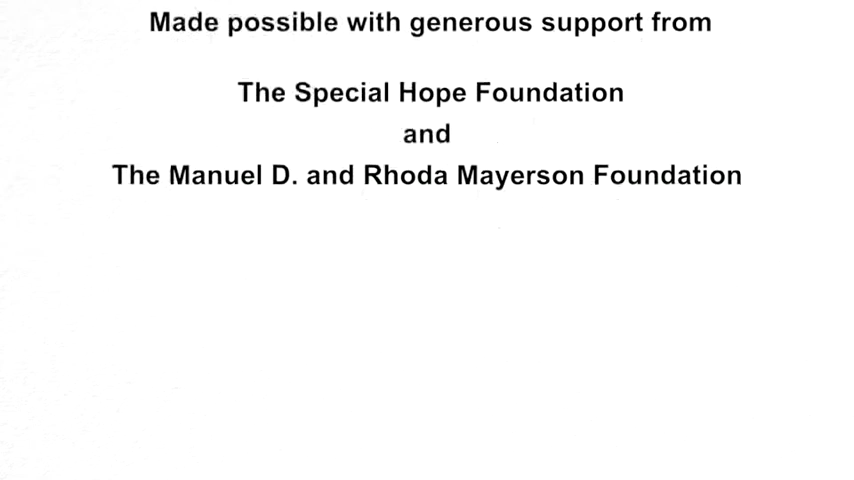 Made possible with generous support from
The Special Hope Foundation
and
The Manuel D. and Rhoda Mayerson Foundation